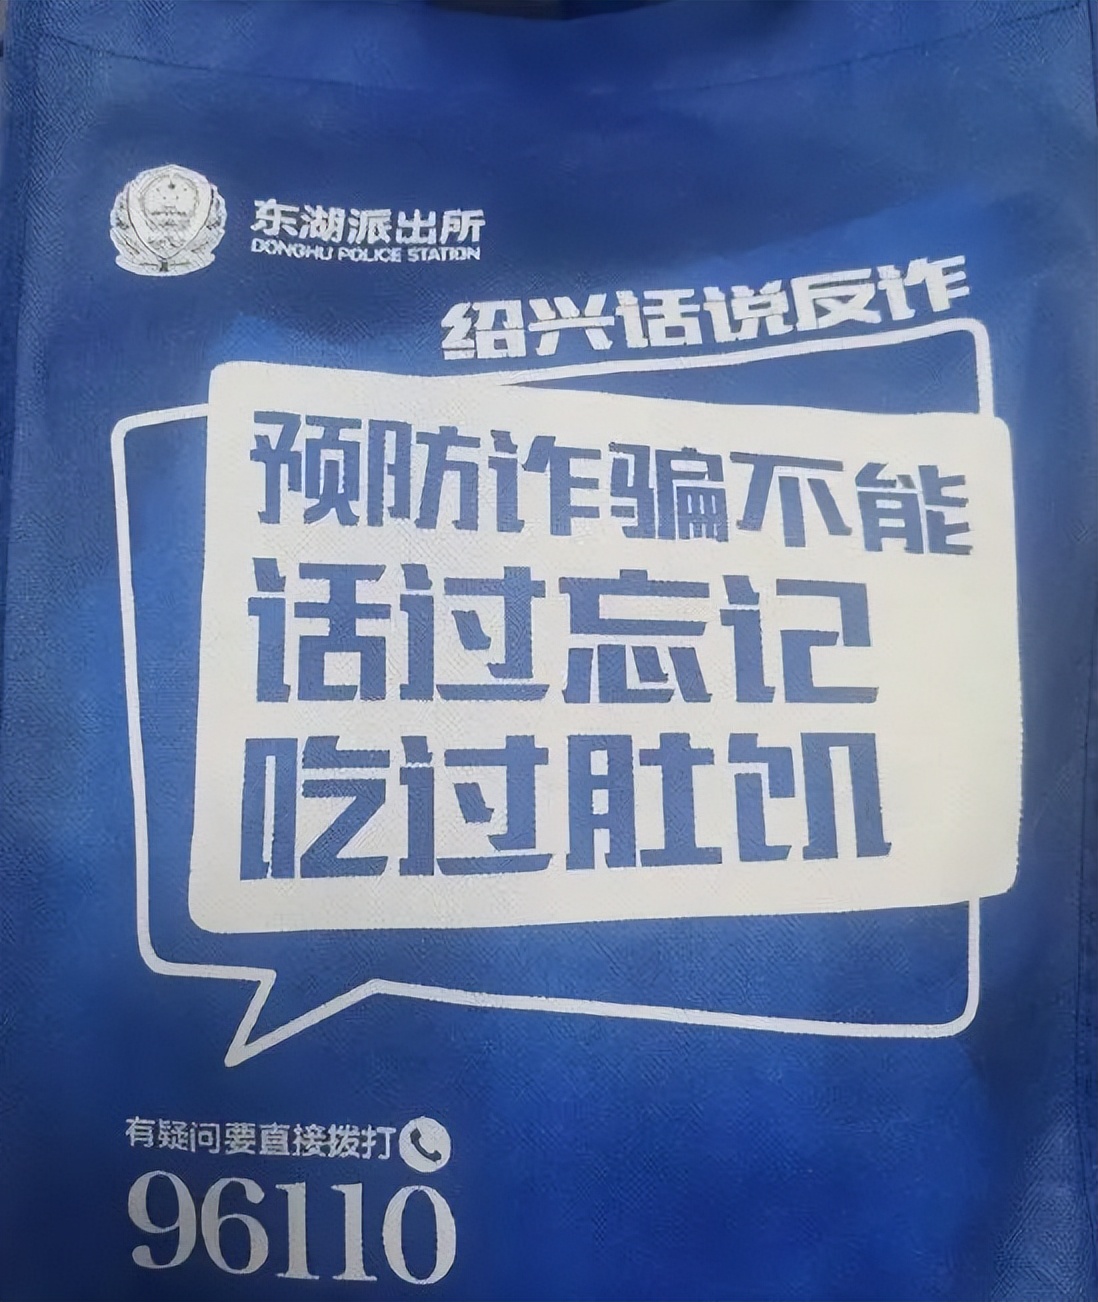 东湖派出所
DONGHU POLICE STATION
绍兴话说反诈
预防诈骗不能
话过忘记
吃过肚饥
有疑问要直接拨打
96110